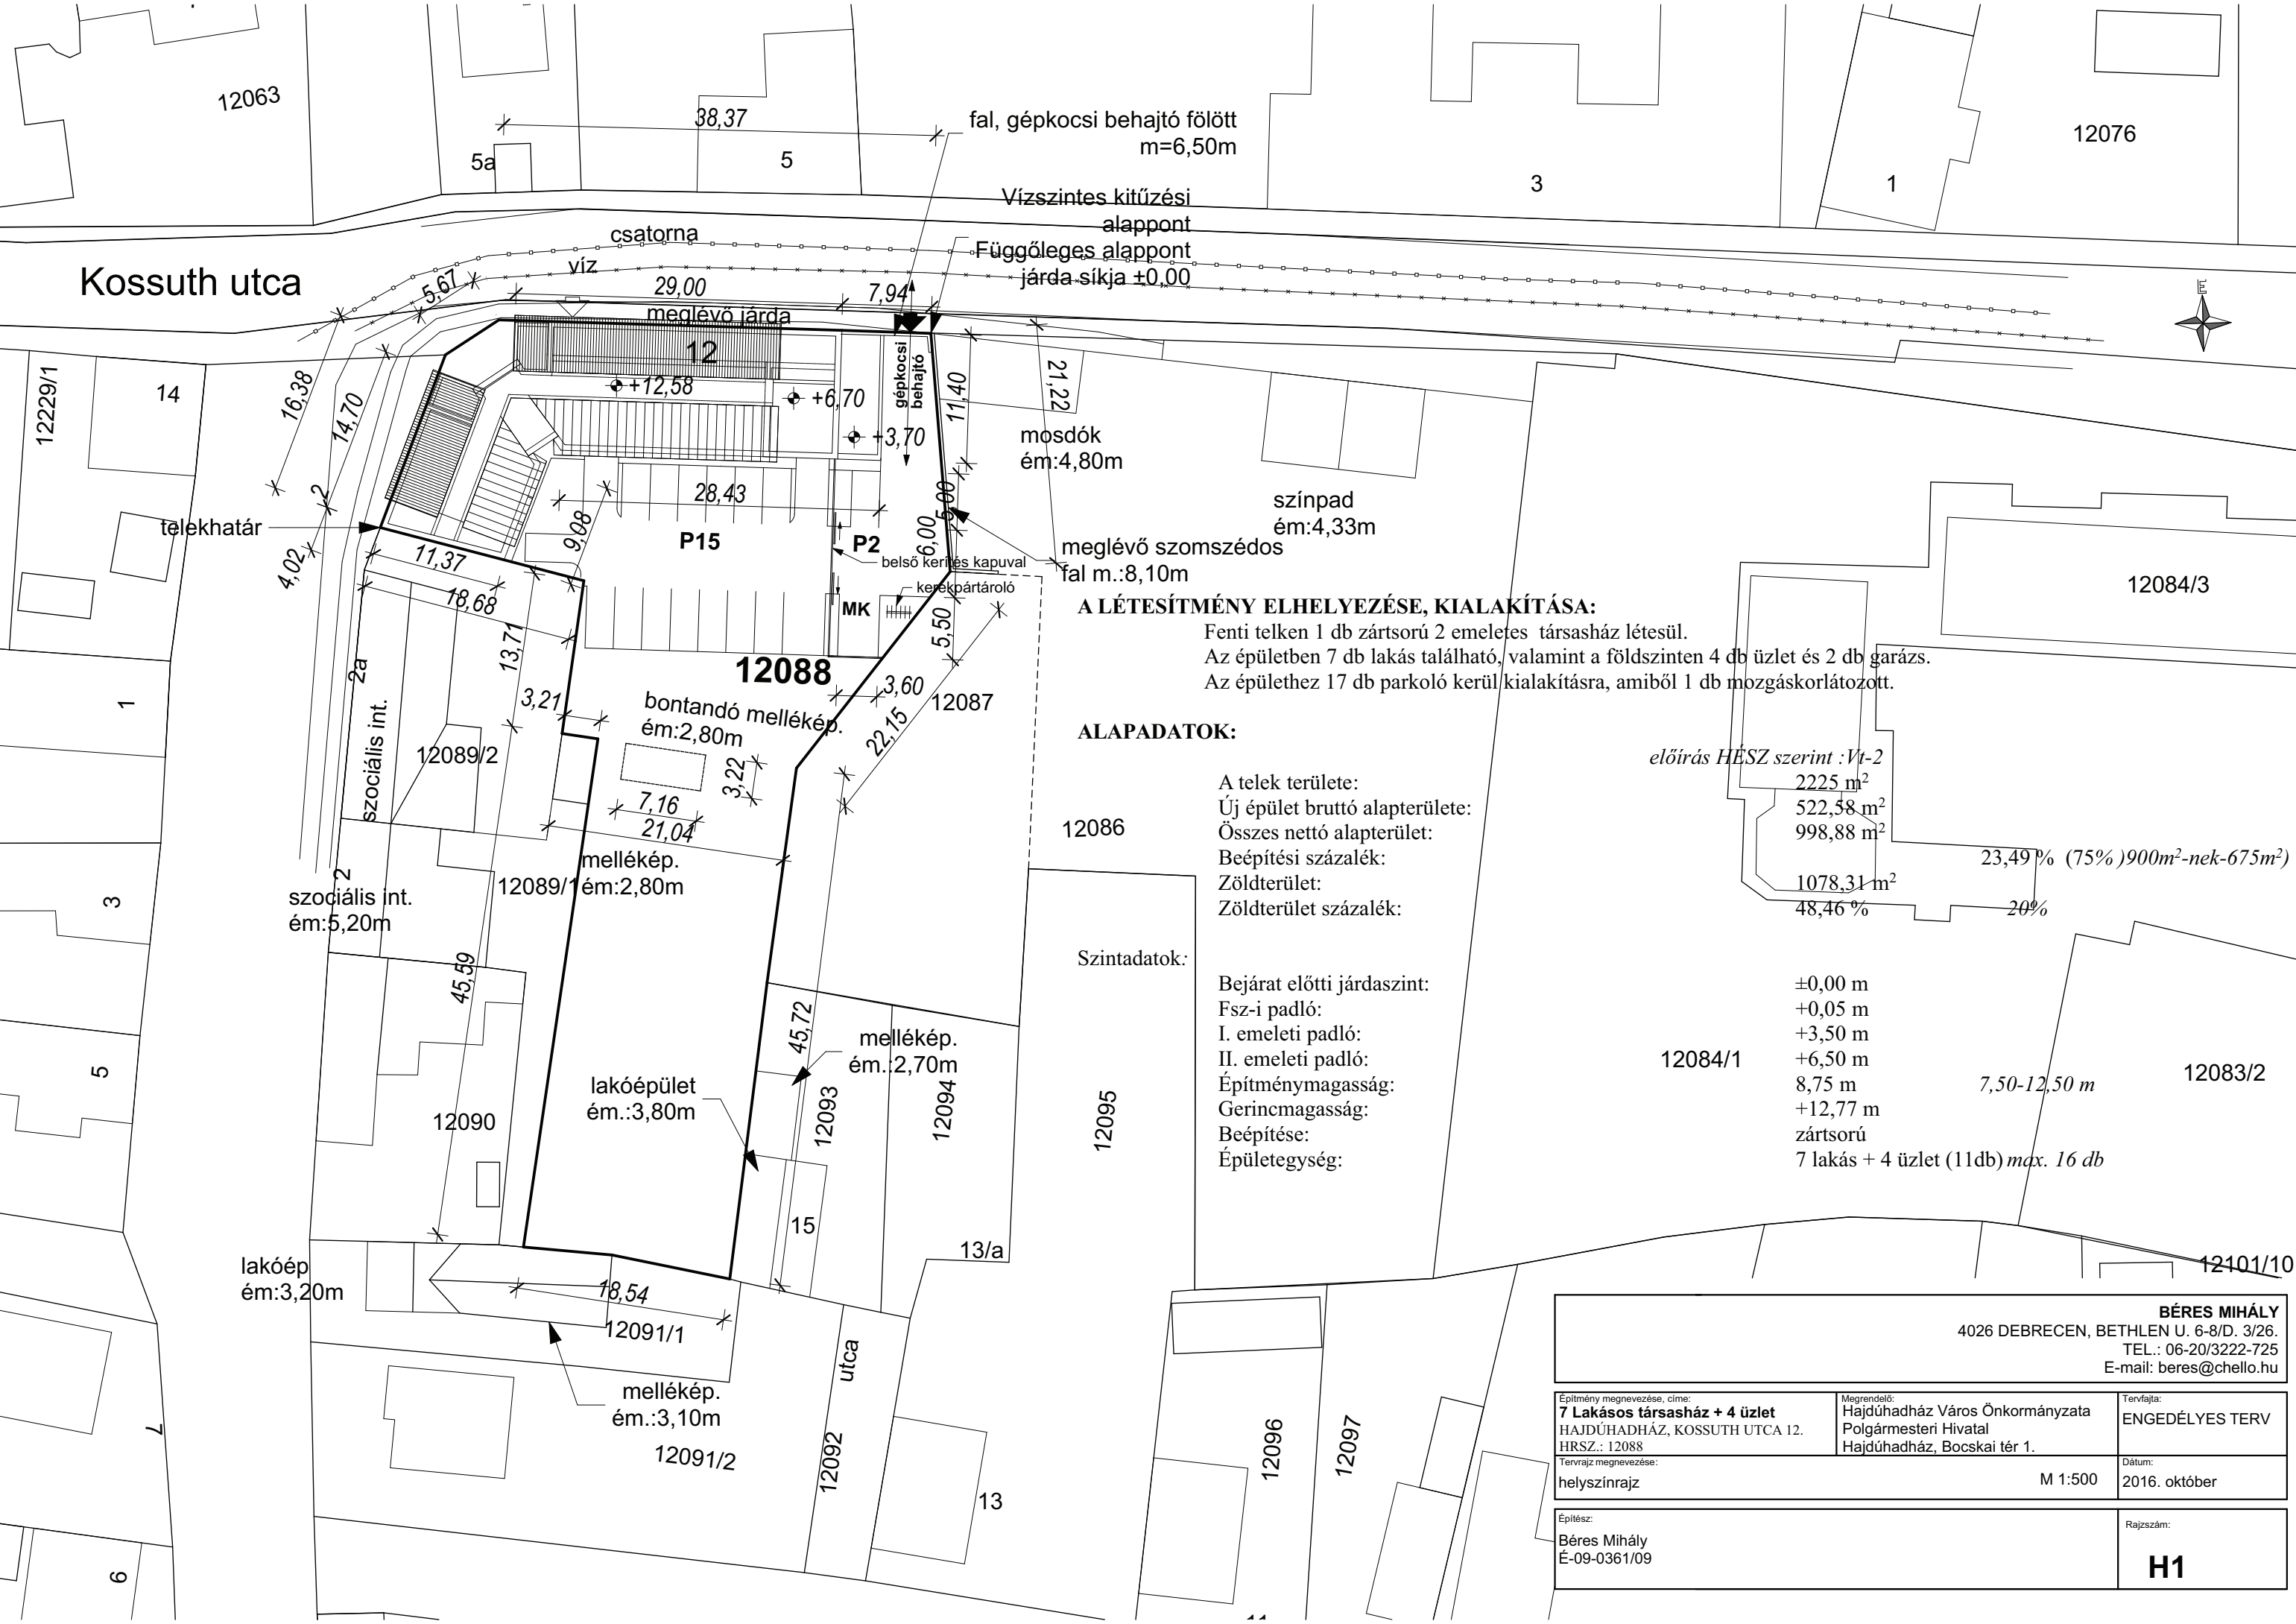 12063
38,37
fal, gépkocsi behajtó fölött
m=6,50m
12076
5a
5
3
1
Vízszintes kitűzési
alappont
Függőleges alappont
járda síkja ±0,00
csatorna
víz
Kossuth utca
5,67
29,00
7,94
meglévő járda
E
12
+12,58
+6,70
+3,70
gépkocsi
behajtó
11,40
21,22
12229/1
14
16,38
14,70
2
4,02
telekhatár
mosdók
ém:4,80m
színpad
ém:4,33m
28,43
9,08
5,00
6,00
P15
P2
belső kerítés kapuval
kerékpártároló
MK
meglévő szomszédos
fal m.:8,10m
12084/3
11,37
18,68
13,71
5,50
3,60
22,15
12087
12088
3,21
1
2a
szociális int.
12089/2
bontandó mellékép.
ém:2,80m
3,22
7,16
21,04
12086
mellékép.
ém:2,80m
12089/1
3
2
szociális int.
ém:5,20m
45,59
45,72
mellékép.
ém.:2,70m
5
lakóépület
ém.:3,80m
12090
12093
12094
12095
15
13/a
lakóép
ém:3,20m
18,54
12091/1
mellékép.
ém.:3,10m
12091/2
utca
12092
13
7
6
12096
12097
11
12084/1
12083/2
12101/10
A LÉTESÍTMÉNY ELHELYEZÉSE, KIALAKÍTÁSA:
Fenti telken 1 db zártsorú 2 emeletes társasház létesül.
Az épületben 7 db lakás található, valamint a földszinten 4 db üzlet és 2 db garázs.
Az épülethez 17 db parkoló kerül kialakításra, amiből 1 db mozgáskorlátozott.
ALAPADATOK:
előírás HÉSZ szerint :Vt-2
A telek területe: 2225 m²
Új épület bruttó alapterülete: 522,58 m²
Összes nettó alapterület: 998,88 m²
Beépítési százalék: 23,49 % (75% )900m²-nek-675m²)
Zöldterület: 1078,31 m²
Zöldterület százalék: 48,46 % 20%
Szintadatok:
Bejárat előtti járdaszint: ±0,00 m
Fsz-i padló: +0,05 m
I. emeleti padló: +3,50 m
II. emeleti padló: +6,50 m
Építménymagasság: 8,75 m 7,50-12,50 m
Gerincmagasság: +12,77 m
Beépítése: zártsorú
Épületegység: 7 lakás + 4 üzlet (11db) max. 16 db
BÉRES MIHÁLY
4026 DEBRECEN, BETHLEN U. 6-8/D. 3/26.
TEL.: 06-20/3222-725
E-mail: beres@chello.hu
Építmény megnevezése, címe:
7 Lakásos társasház + 4 üzlet
HAJDÚHADHÁZ, KOSSUTH UTCA 12.
HRSZ.: 12088
Megrendelő:
Hajdúhadház Város Önkormányzata
Polgármesteri Hivatal
Hajdúhadház, Bocskai tér 1.
Tervfajta:
ENGEDÉLYES TERV
Tervrajz megnevezése:
helyszínrajz M 1:500
Dátum:
2016. október
Építész:
Béres Mihály
É-09-0361/09
Rajzszám:
H1